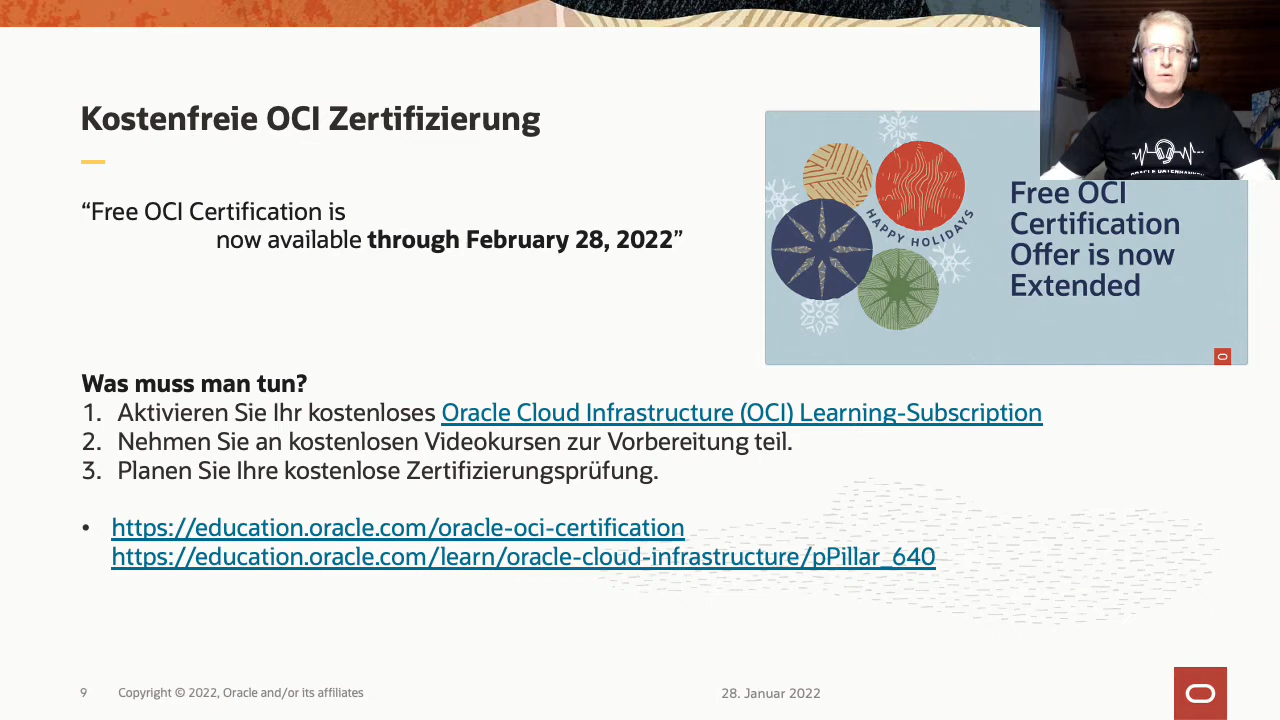 Kostenfreie OCI Zertifizierung
“Free OCI Certification is
now available through February 28, 2022”
HAPPY HOLIDAYS
Free OCI
Certification
Offer is now
Extended
Was muss man tun?
1. Aktivieren Sie Ihr kostenloses Oracle Cloud Infrastructure (OCI) Learning-Subscription
2. Nehmen Sie an kostenlosen Videokursen zur Vorbereitung teil.
3. Planen Sie Ihre kostenlose Zertifizierungsprüfung.
• https://education.oracle.com/oracle-oci-certification
https://education.oracle.com/learn/oracle-cloud-infrastructure/pPillar_640
9 Copyright © 2022, Oracle and/or its affiliates
28. Januar 2022